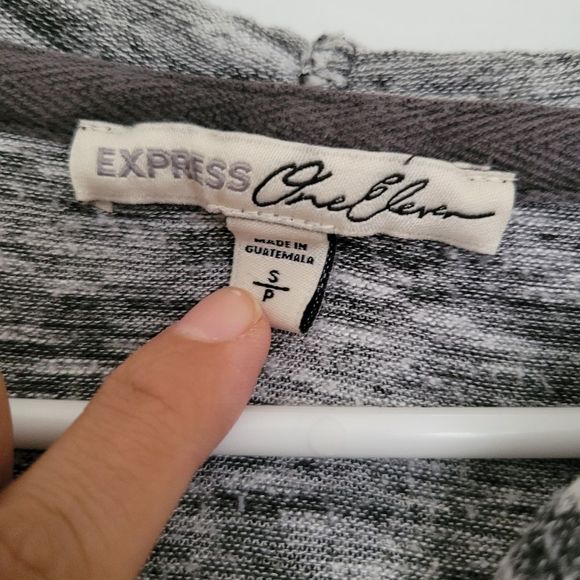 EXPRESS One Eleven
MADE IN
GUATEMALA
S
P